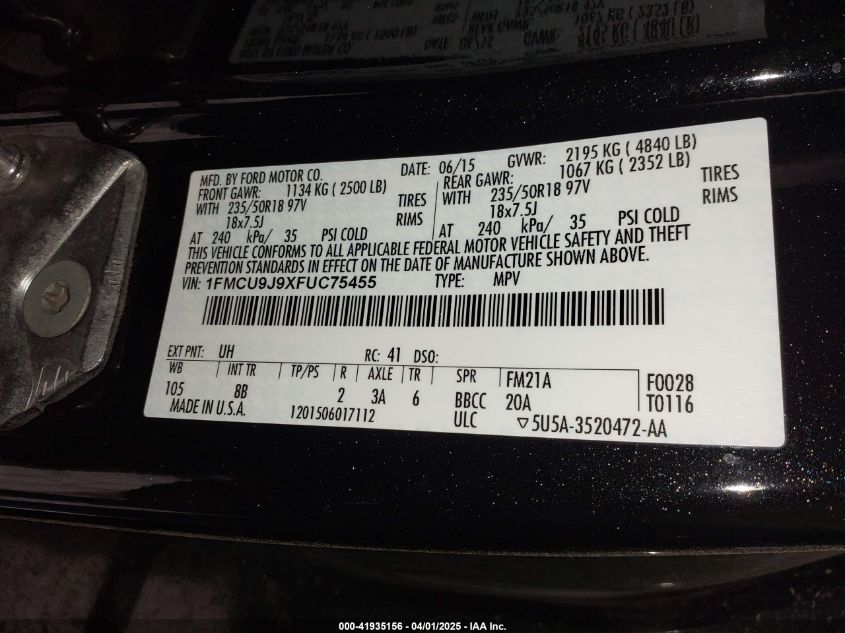 MFD. BY FORD MOTOR CO. DATE: 06/15 GVWR: 2195 KG ( 4840 LB)
FRONT GAWR: 1134 KG ( 2500 LB) REAR GAWR: 1067 KG ( 2352 LB)
WITH 235/50R18 97V TIRES WITH 235/50R18 97V TIRES
18x7.5J RIMS 18x7.5J RIMS
AT 240 kPa/ 35 PSI COLD AT 240 kPa/ 35 PSI COLD
THIS VEHICLE CONFORMS TO ALL APPLICABLE FEDERAL MOTOR VEHICLE SAFETY AND THEFT
PREVENTION STANDARDS IN EFFECT ON THE DATE OF MANUFACTURE SHOWN ABOVE.
VIN: 1FMCU9J9XFUC75455 TYPE: MPV
EXT PNT: UH RC: 41 DSO:
WB INT TR TP/PS R AXLE TR SPR FM21A F0028
105 8B 2 3A 6 BBCC 20A T0116
MADE IN U.S.A. 1201506017112 ULC ▽5U5A-3520472-AA
000-41935156 - 04/01/2025 - IAA Inc.